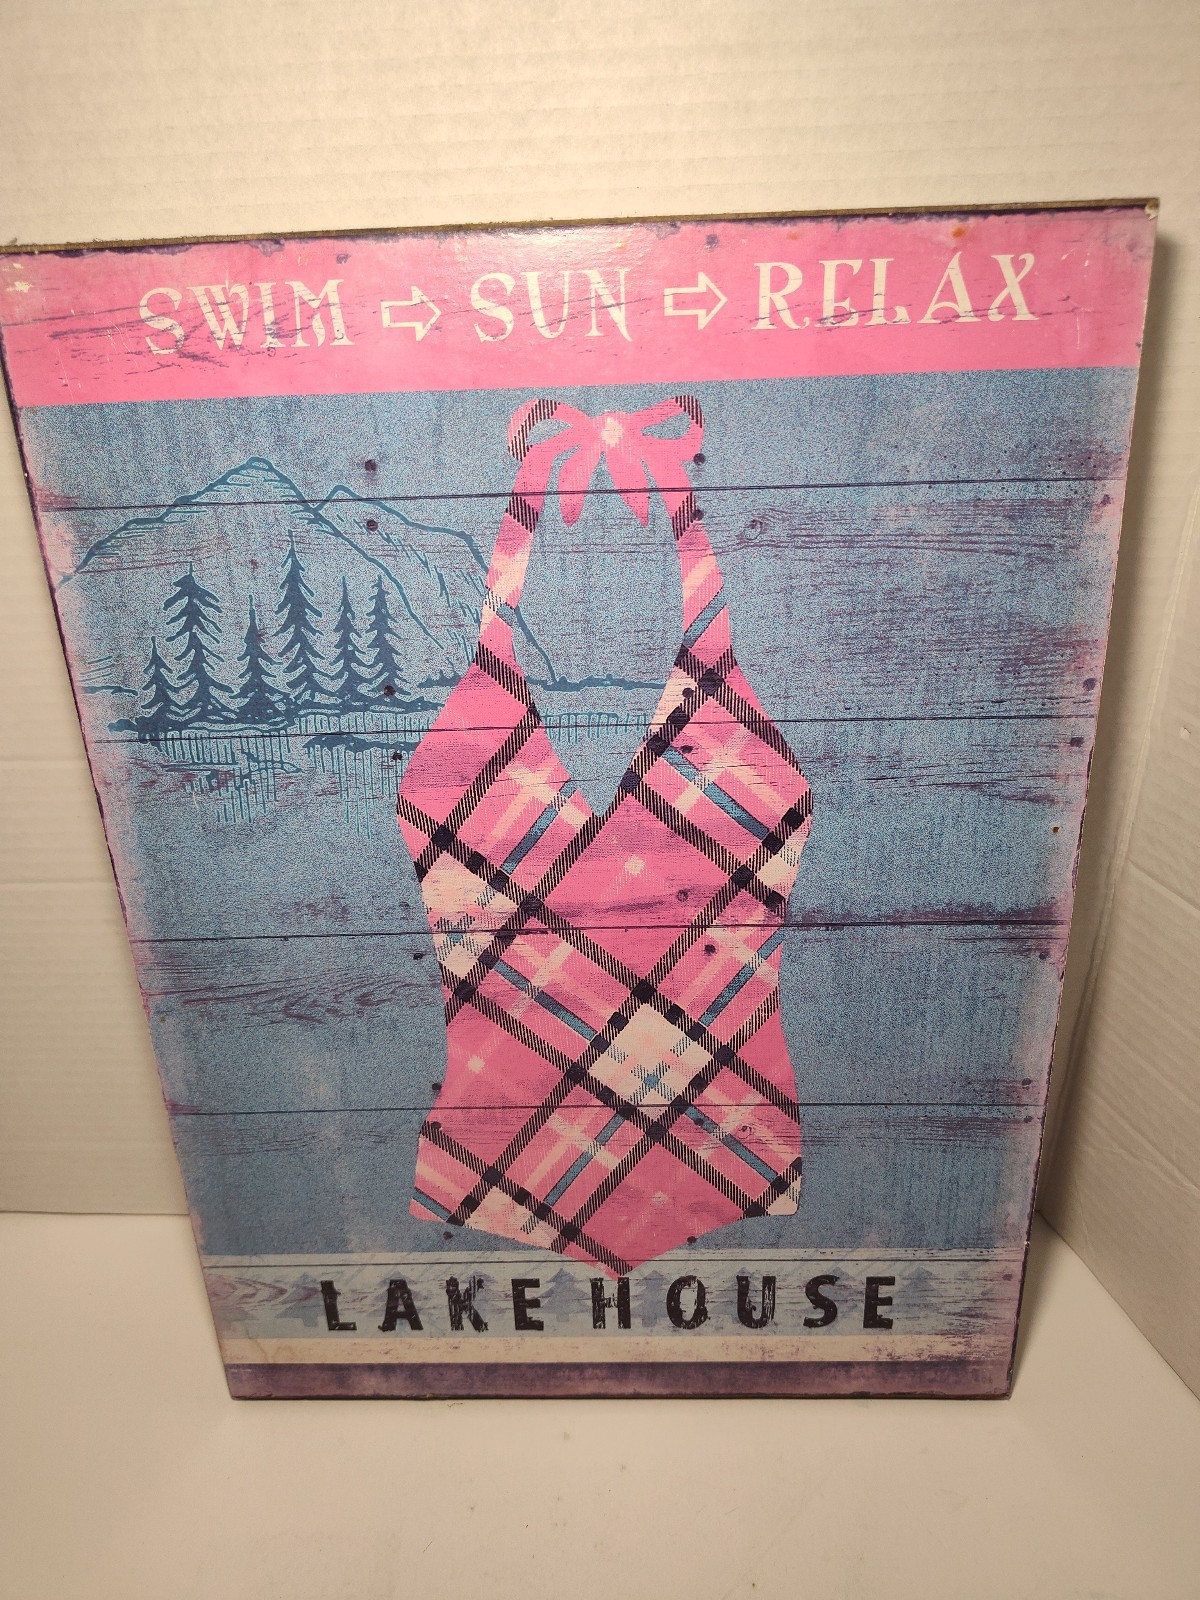 SWIM ⇨ SUN ⇨ RELAX
LAKE HOUSE